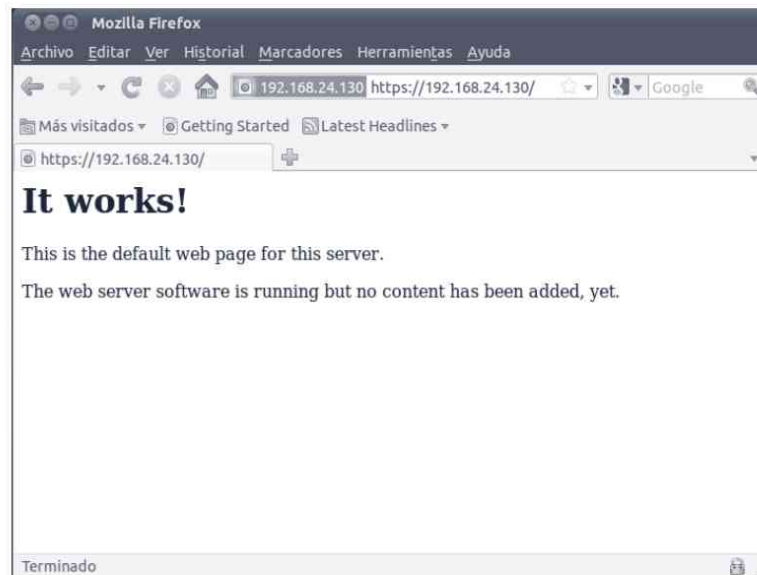 Mozilla Firefox
Archivo Editar Ver Historial Marcadores Herramientas Ayuda
192.168.24.130 https://192.168.24.130/ Google
Más visitados Getting Started Latest Headlines
https://192.168.24.130/
It works!
This is the default web page for this server.
The web server software is running but no content has been added, yet.
Terminado